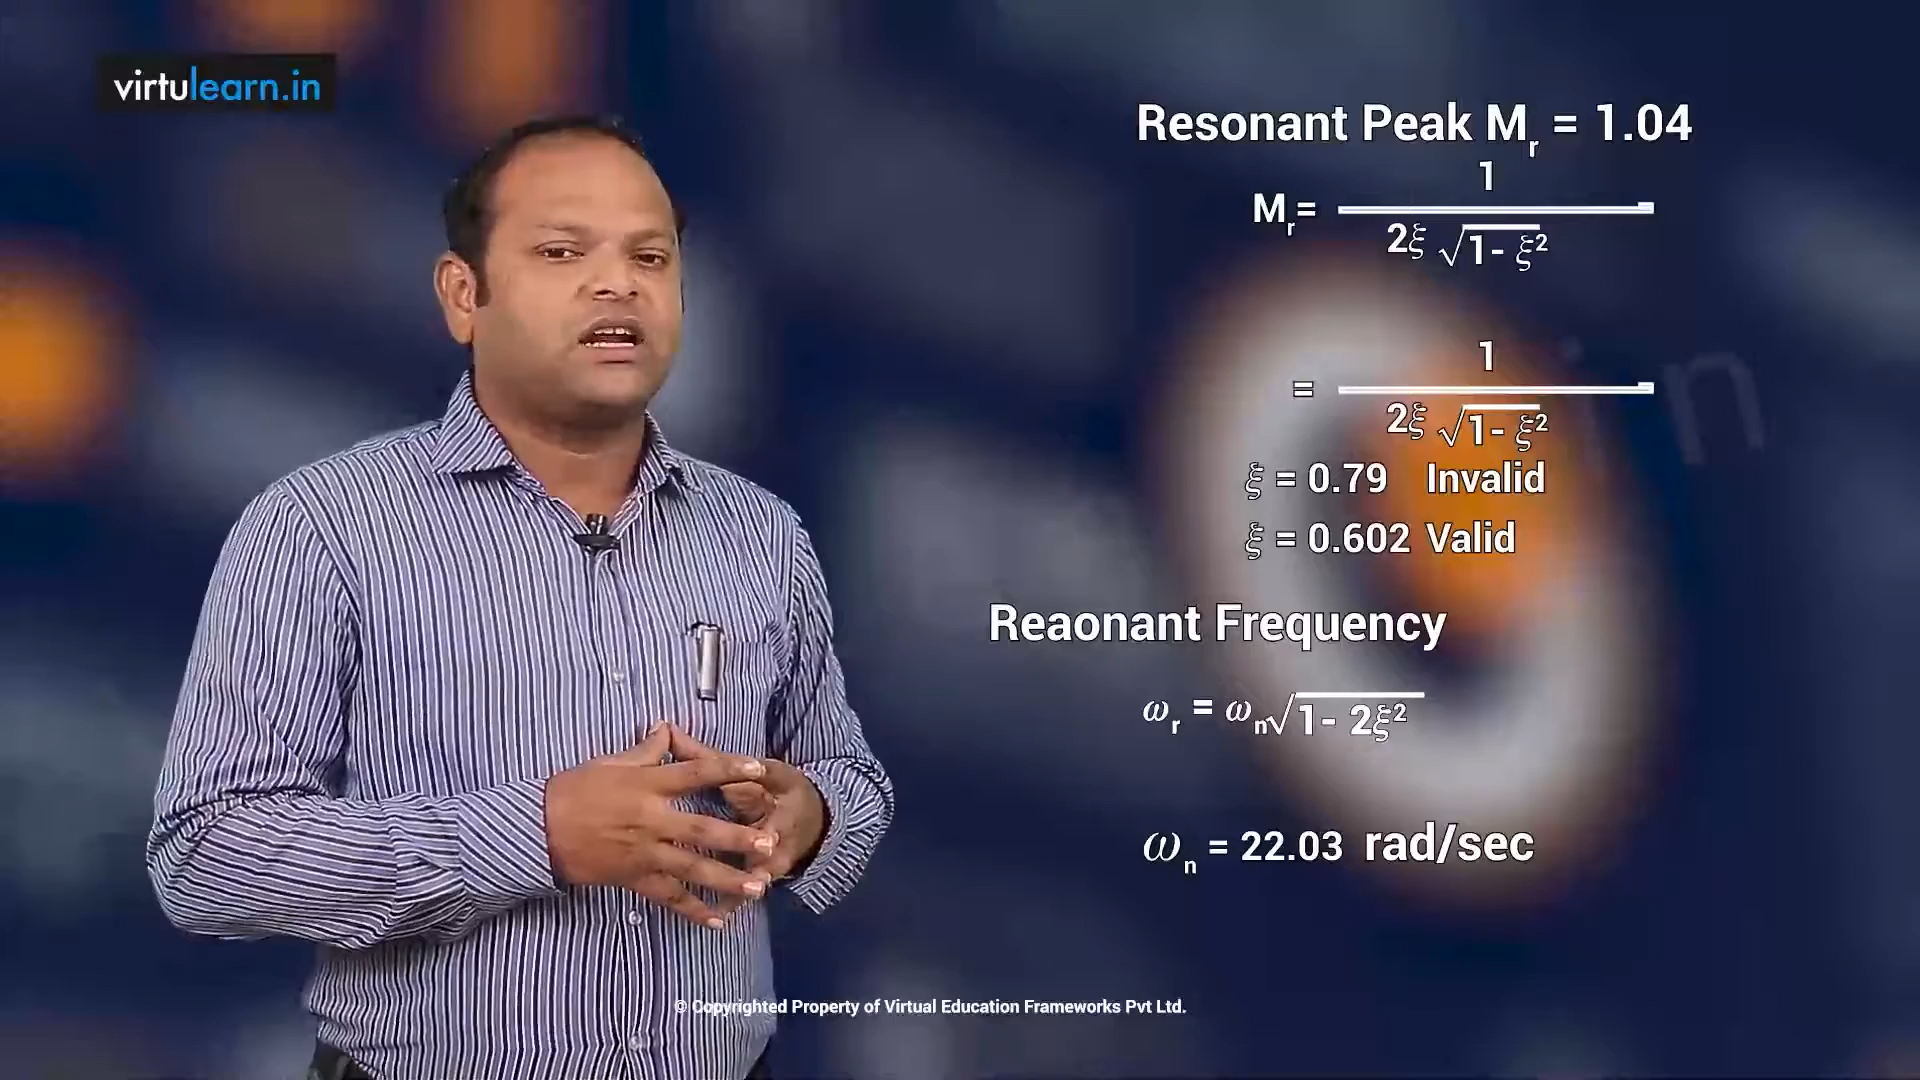 virtulearn.in
Resonant Peak Mr = 1.04
Mr= 1
2ξ √1- ξ²
= 1
2ξ √1- ξ²
ξ = 0.79 Invalid
ξ = 0.602 Valid
Reaonant Frequency
ωr = ωn√1- 2ξ²
ωn = 22.03 rad/sec
© Copyrighted Property of Virtual Education Frameworks Pvt Ltd.